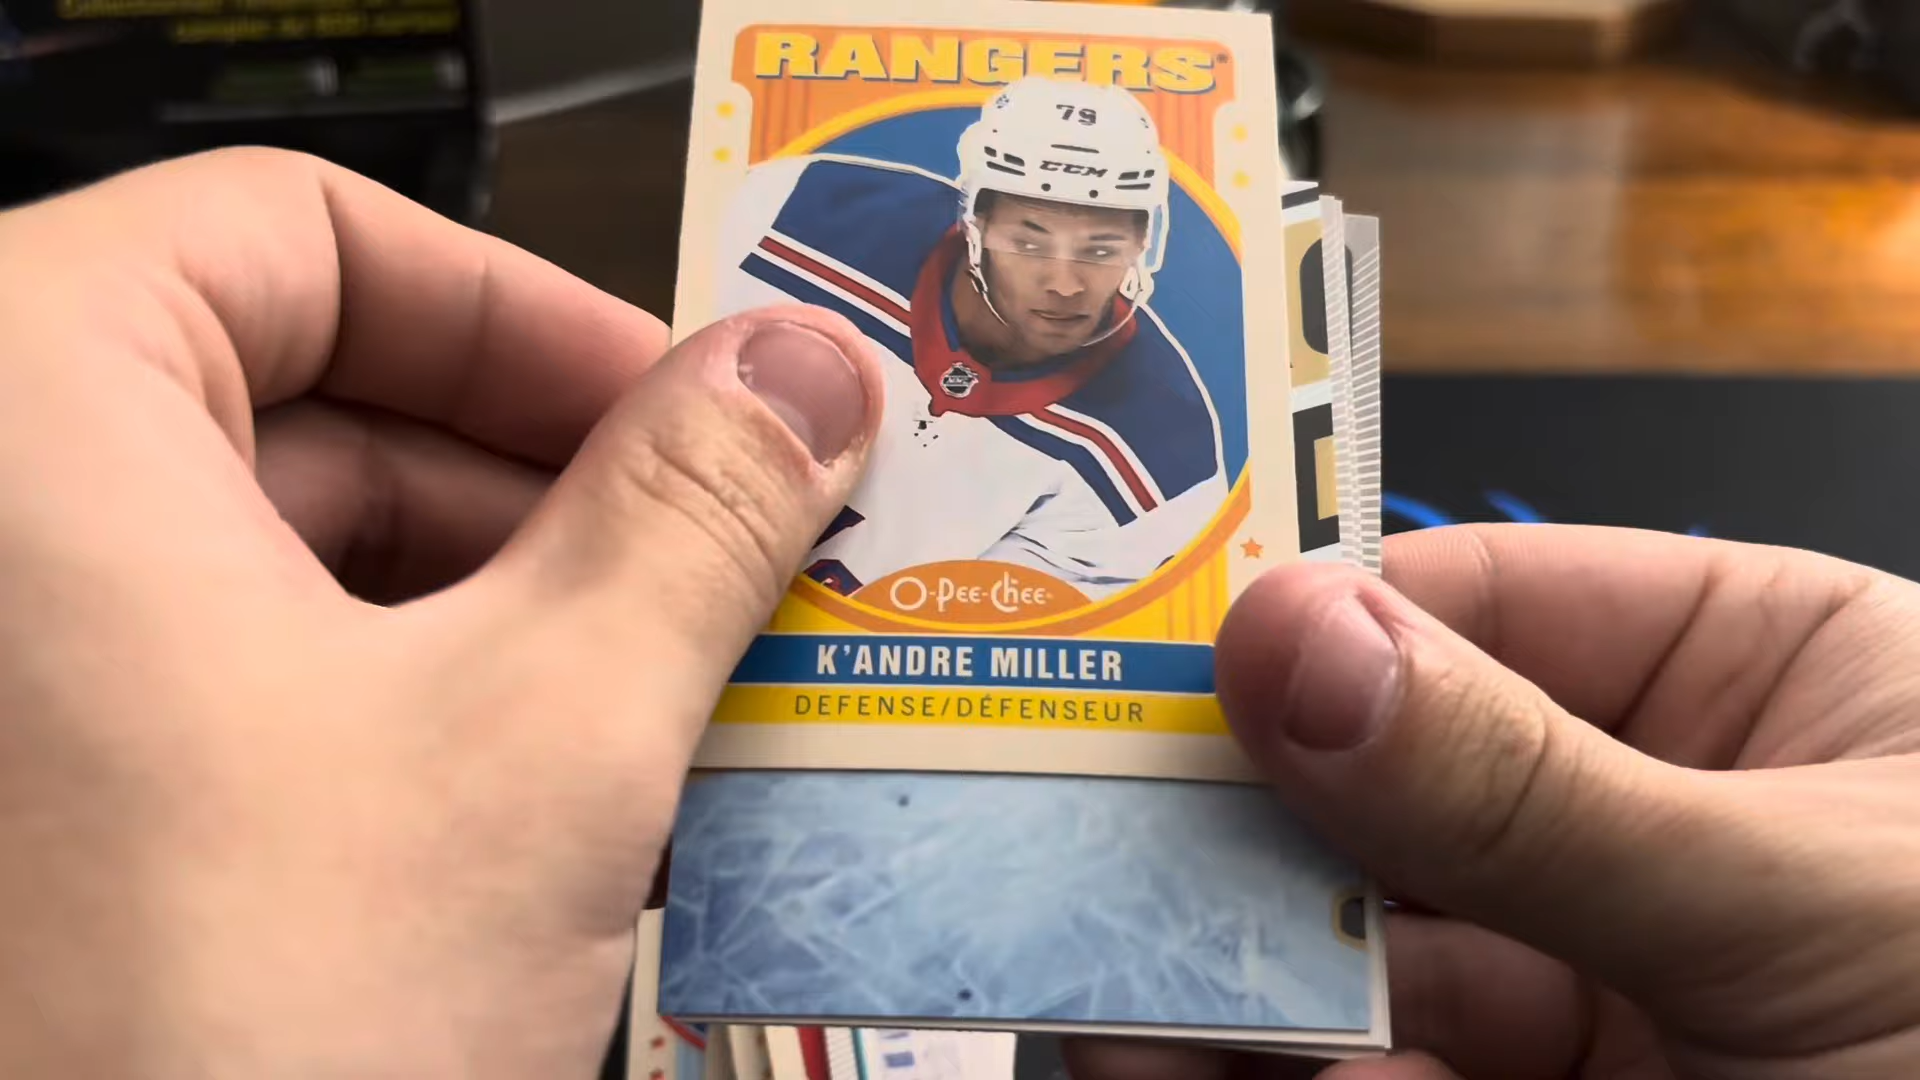 RANGERS
79
CCM
O-Pee-Chee
K'ANDRE MILLER
DEFENSE/DÉFENSEUR